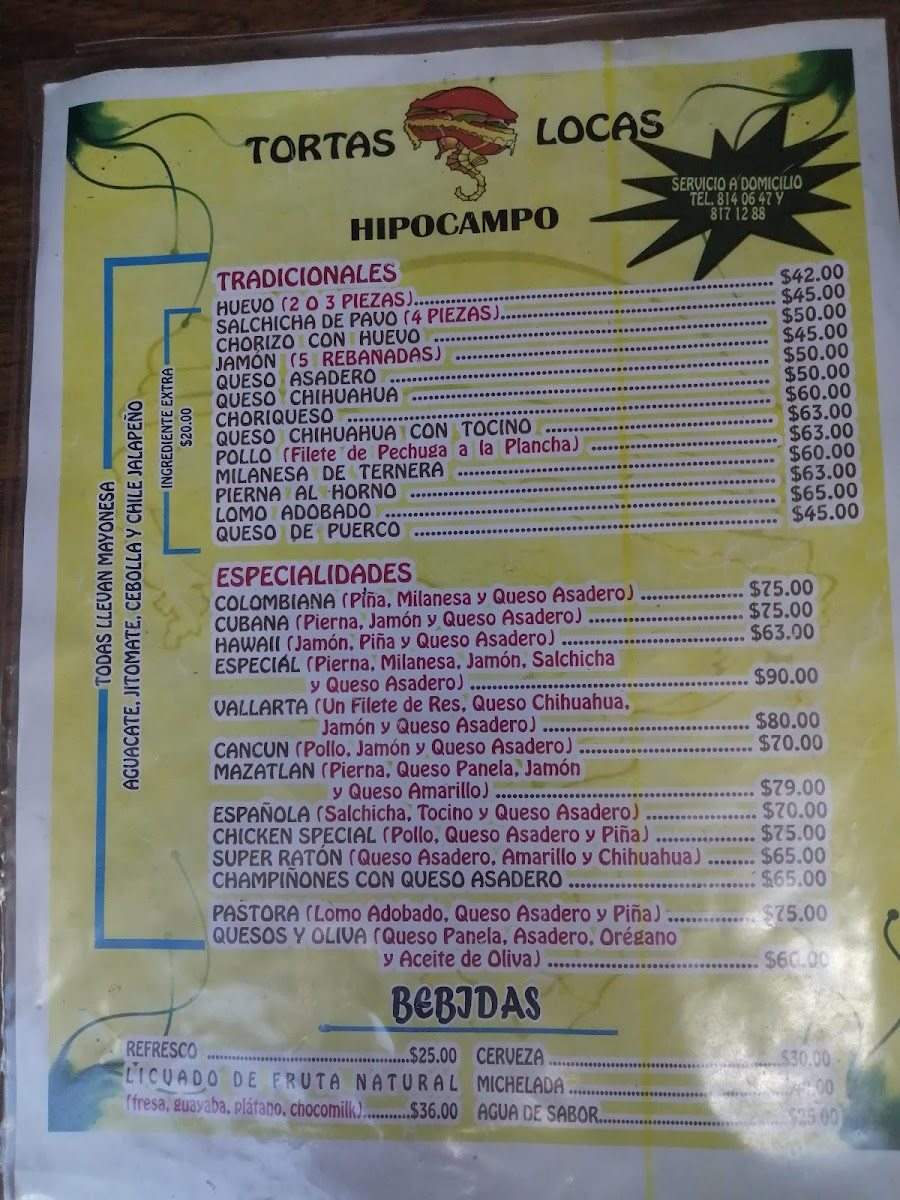 TORTAS LOCAS
HIPOCAMPO
SERVICIO A DOMICILIO
TEL. 814 06 47 Y
817 12 88
TODAS LLEVAN MAYONESA
AGUACATE, JITOMATE, CEBOLLA Y CHILE JALAPEÑO
INGREDIENTE EXTRA
$20.00
TRADICIONALES
HUEVO (2 O 3 PIEZAS) $42.00
SALCHICHA DE PAVO (4 PIEZAS) $45.00
CHORIZO CON HUEVO $50.00
JAMÓN (5 REBANADAS) $45.00
QUESO ASADERO $50.00
QUESO CHIHUAHUA $50.00
CHORIQUESO $60.00
QUESO CHIHUAHUA CON TOCINO $63.00
POLLO (Filete de Pechuga a la Plancha) $63.00
MILANESA DE TERNERA $60.00
PIERNA AL HORNO $63.00
LOMO ADOBADO $65.00
QUESO DE PUERCO $45.00
ESPECIALIDADES
COLOMBIANA (Piña, Milanesa y Queso Asadero) $75.00
CUBANA (Pierna, Jamón y Queso Asadero) $75.00
HAWAII (Jamón, Piña y Queso Asadero) $63.00
ESPECIAL (Pierna, Milanesa, Jamón, Salchicha
y Queso Asadero) $90.00
VALLARTA (Un Filete de Res, Queso Chihuahua,
Jamón y Queso Asadero) $80.00
CANCUN (Pollo, Jamón y Queso Asadero) $70.00
MAZATLAN (Pierna, Queso Panela, Jamón
y Queso Amarillo) $79.00
ESPAÑOLA (Salchicha, Tocino y Queso Asadero) $70.00
CHICKEN SPECIAL (Pollo, Queso Asadero y Piña) $75.00
SUPER RATÓN (Queso Asadero, Amarillo y Chihuahua) $65.00
CHAMPIÑONES CON QUESO ASADERO $65.00
PASTORA (Lomo Adobado, Queso Asadero y Piña) $75.00
QUESOS Y OLIVA (Queso Panela, Asadero, Orégano
y Aceite de Oliva)
BEBIDAS
REFRESCO $25.00
LICUADO DE FRUTA NATURAL
(fresa, guayaba, plátano, chocomilk) $36.00
CERVEZA $30.00
MICHELADA
AGUA DE SABOR $25.00